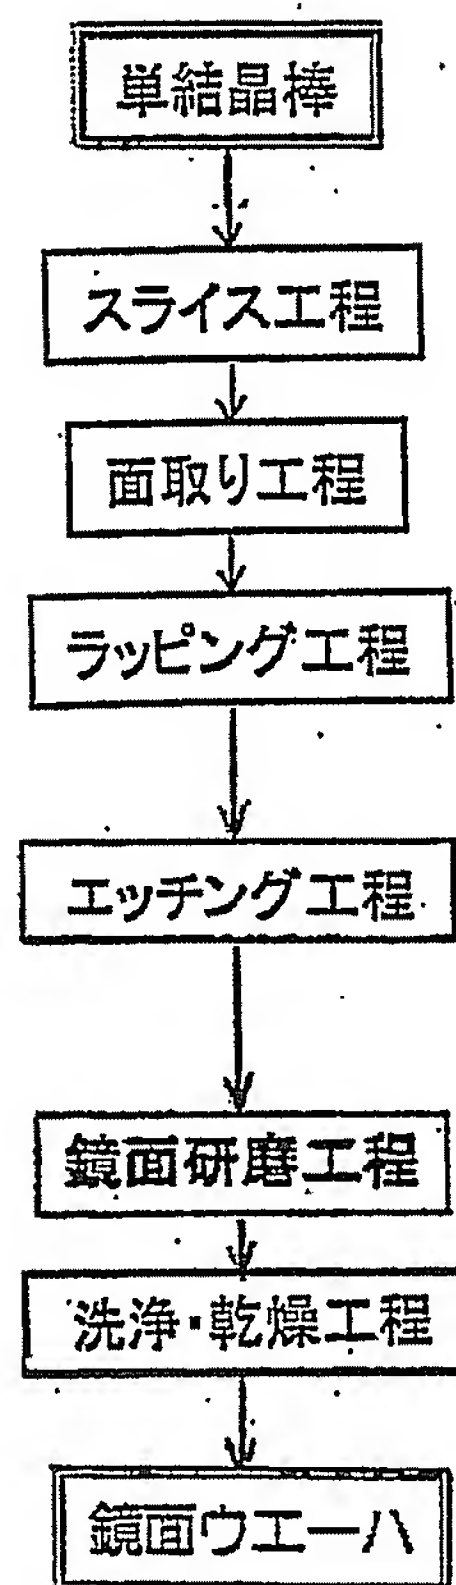 単結晶棒
スライス工程
面取り工程
ラッピング工程
エッチング工程
鏡面研磨工程
洗浄・乾燥工程
鏡面ウエーハ